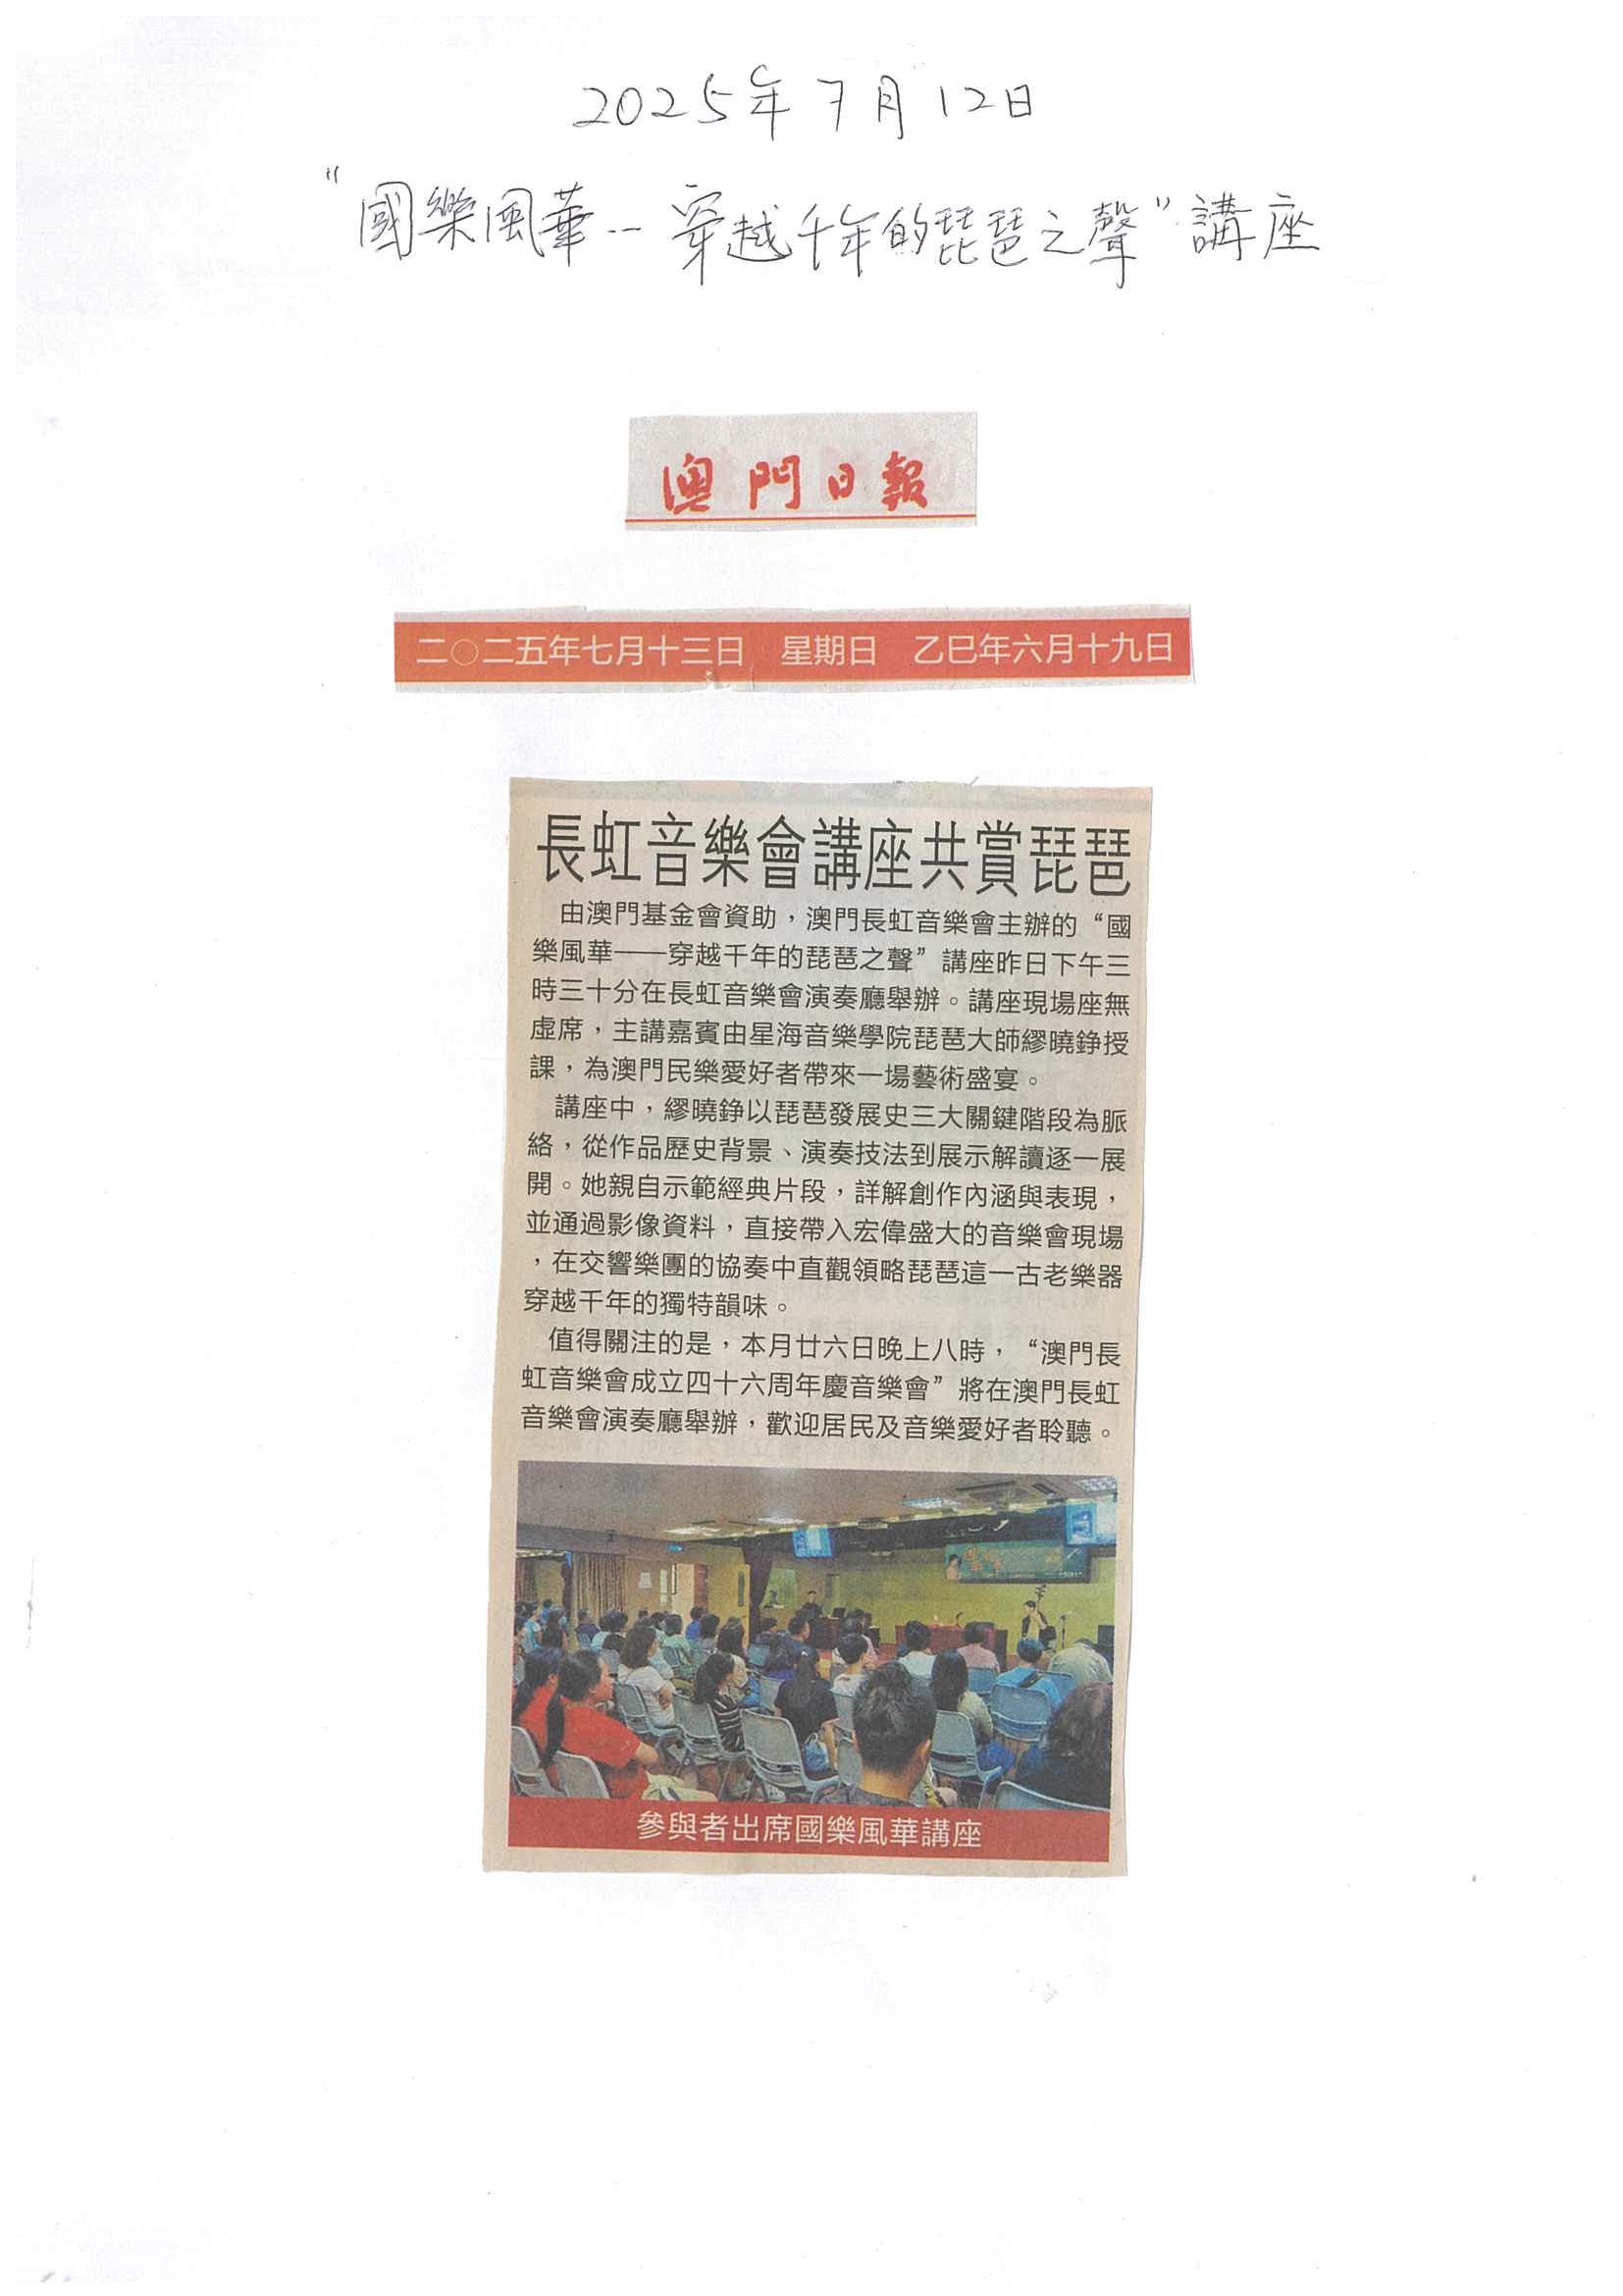 2025年7月12日
“國樂風華--穿越千年的琵琶之聲”講座
澳門日報
二〇二五年七月十三日　星期日　乙巳年六月十九日
長虹音樂會講座共賞琵琶
由澳門基金會資助，澳門長虹音樂會主辦的“國
樂風華——穿越千年的琵琶之聲”講座昨日下午三
時三十分在長虹音樂會演奏廳舉辦。講座現場座無
虛席，主講嘉賓由星海音樂學院琵琶大師繆曉錚授
課，為澳門民樂愛好者帶來一場藝術盛宴。
講座中，繆曉錚以琵琶發展史三大關鍵階段為脈
絡，從作品歷史背景、演奏技法到展示解讀逐一展
開。她親自示範經典片段，詳解創作內涵與表現，
並通過影像資料，直接帶入宏偉盛大的音樂會現場
，在交響樂團的協奏中直觀領略琵琶這一古老樂器
穿越千年的獨特韻味。
值得關注的是，本月廿六日晚上八時，“澳門長
虹音樂會成立四十六周年慶音樂會”將在澳門長虹
音樂會演奏廳舉辦，歡迎居民及音樂愛好者聆聽。
參與者出席國樂風華講座